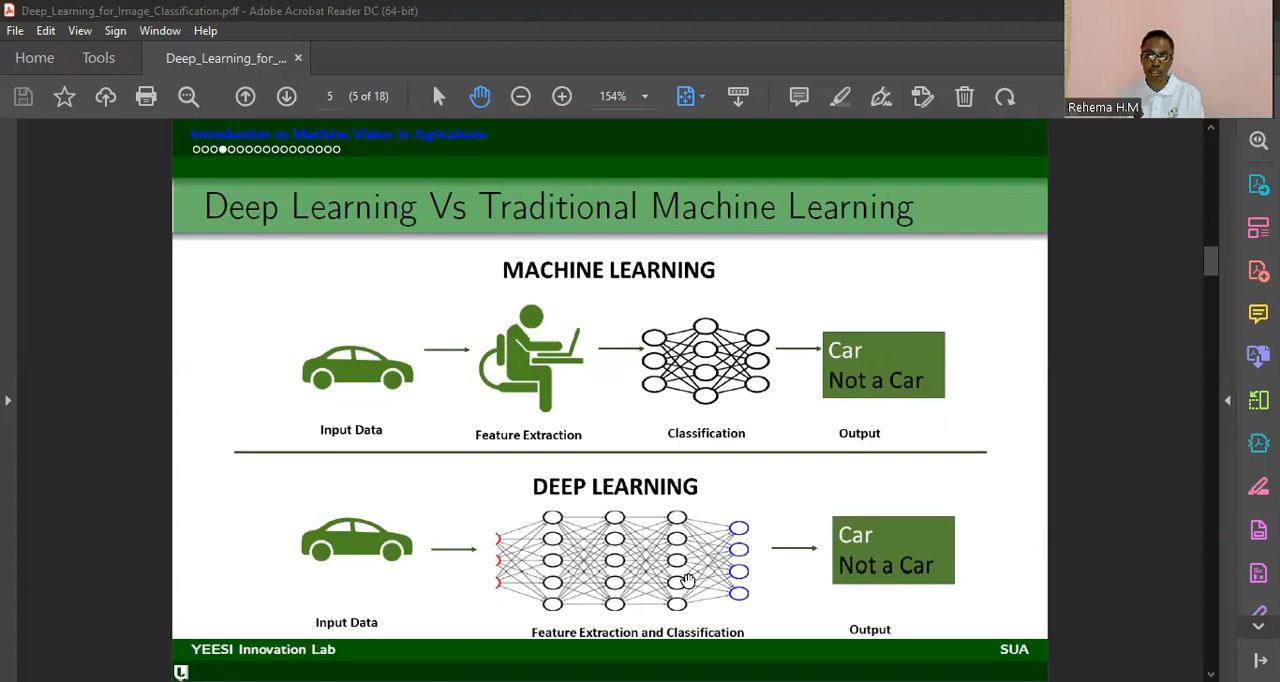 Deep_Learning_for_Image_Classification.pdf - Adobe Acrobat Reader DC (64-bit)
File Edit View Sign Window Help
Home Tools Deep_Learning_for_... ×
5 (5 of 18) 154%
Rehema H.M
Introduction to Machine Vision in Agriculture
Deep Learning Vs Traditional Machine Learning
MACHINE LEARNING
Car
Not a Car
Input Data Feature Extraction Classification Output
DEEP LEARNING
Car
Not a Car
Input Data Feature Extraction and Classification Output
YEESI Innovation Lab SUA